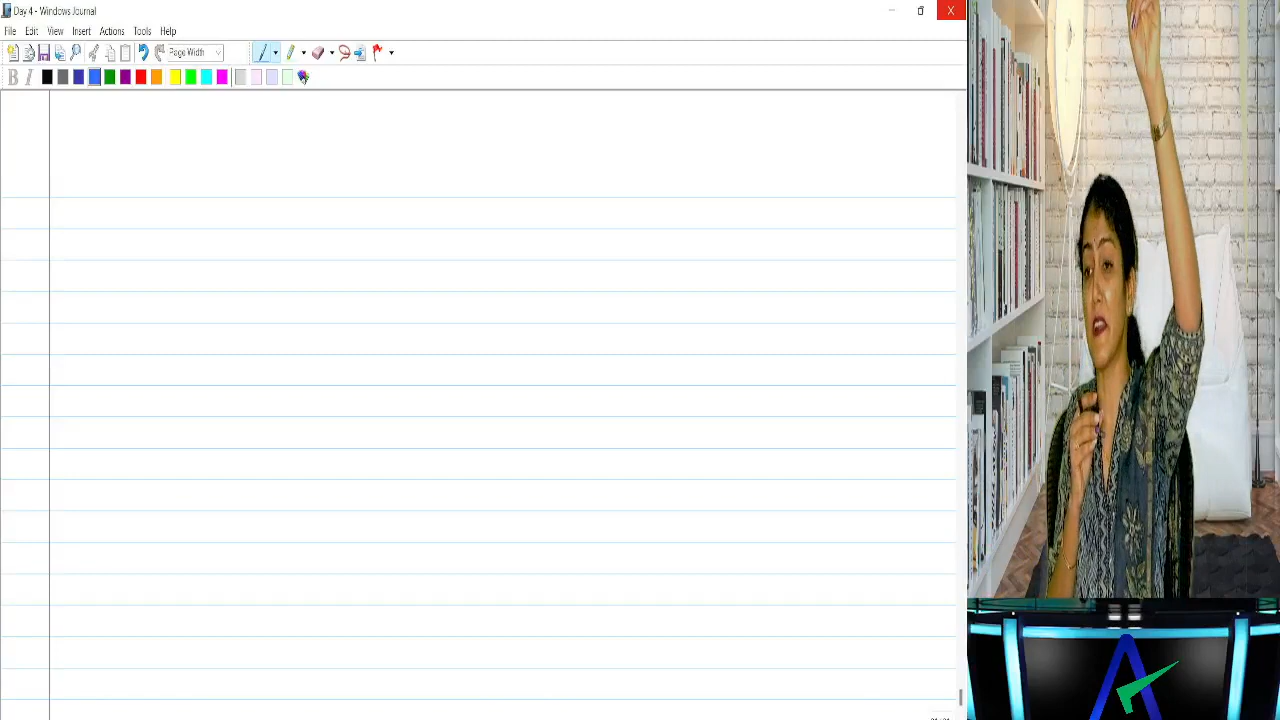 Day 4 - Windows Journal
File Edit View Insert Actions Tools Help
Page Width
B I